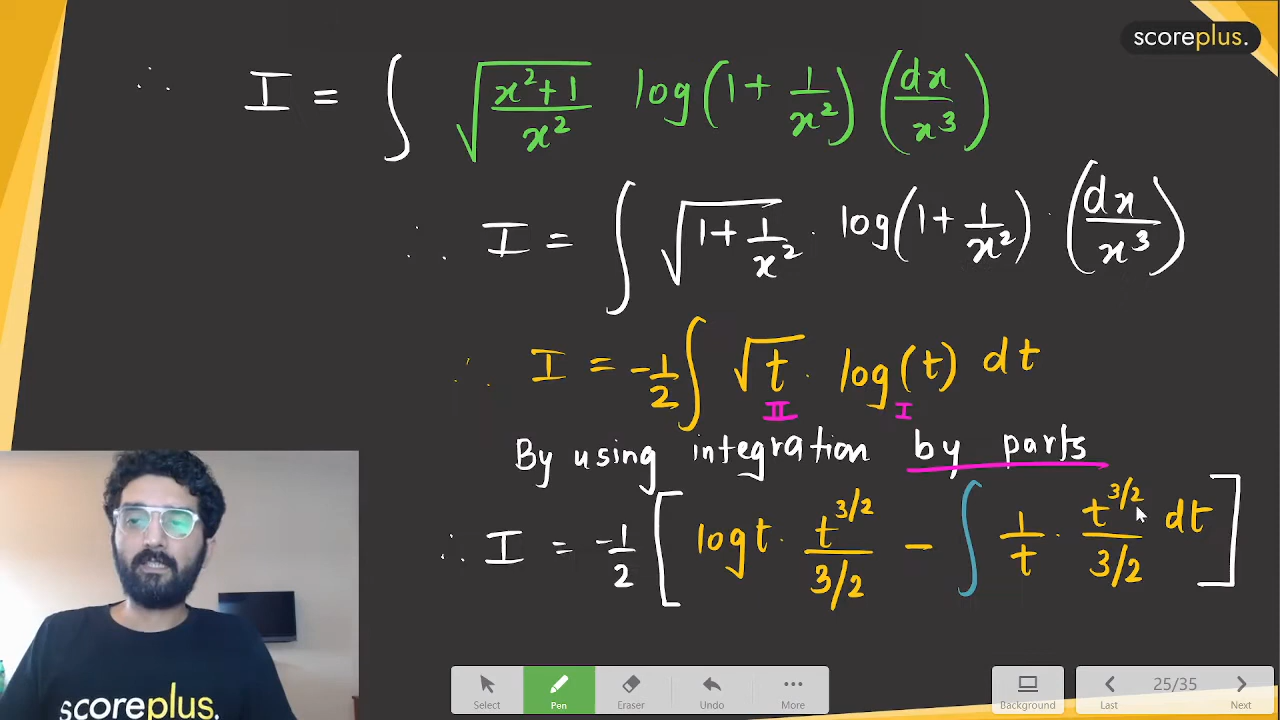 scoreplus.
∴ I = ∫ √((x²+1)/x²) log(1 + 1/x²) (dx/x³)
∴ I = ∫ √(1 + 1/x²) · log(1 + 1/x²) · (dx/x³)
∴ I = -1/2 ∫ √t · log(t) dt
II I
By using integration by parts
∴ I = -1/2 [ log t · t^(3/2)/(3/2) - ∫ 1/t · t^(3/2)/(3/2) dt ]
scoreplus.
Select Pen Eraser Undo More Background Last 25/35 Next